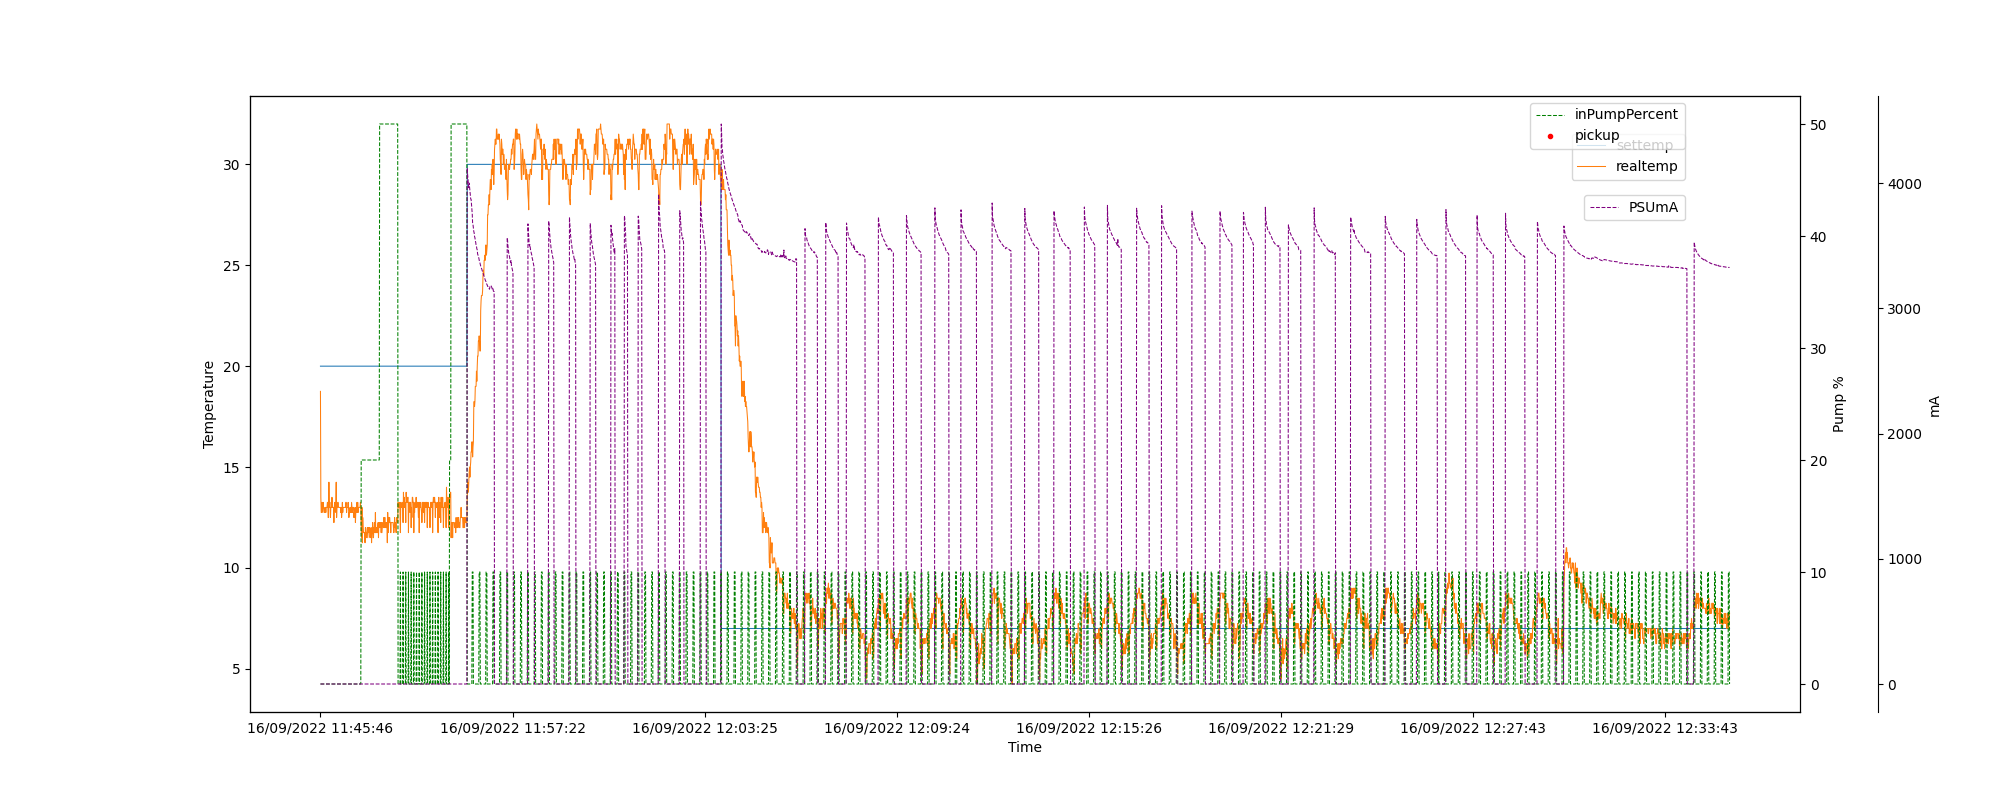 inPumpPercent
pickup
settemp
realtemp
PSUmA
30
25
20
15
10
5
Temperature
50
40
30
20
10
0
Pump %
4000
3000
2000
1000
0
mA
16/09/2022 11:45:46
16/09/2022 11:57:22
16/09/2022 12:03:25
16/09/2022 12:09:24
16/09/2022 12:15:26
16/09/2022 12:21:29
16/09/2022 12:27:43
16/09/2022 12:33:43
Time